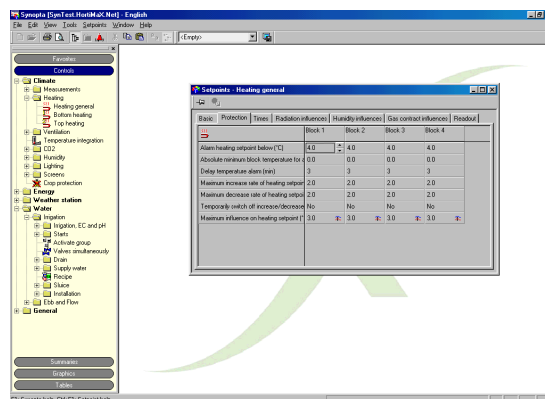 Synopta [SynTest.HortiMaX.Net] - English
File Edit View Tools Setpoints Window Help
<Empty>
Favorites
Controls
Climate
Measurements
Heating
Heating general
Bottom heating
Top heating
Ventilation
Temperature integration
CO2
Humidity
Lighting
Screens
Crop protection
Energy
Weather station
Water
Irrigation
Irrigation, EC and pH
Starts
Activate group
Valves simultaneously
Drain
Supply water
Recipe
Sluice
Installation
Ebb and Flow
General
Summaries
Graphics
Tables
Setpoints - Heating general
Basic Protection Times Radiation influences Humidity influences Gas contract influences Readout
Block 1 Block 2 Block 3 Block 4
Alarm heating setpoint below (°C) 4.0 4.0 4.0 4.0
Absolute minimum block temperature for a 0.0 0.0 0.0 0.0
Delay temperature alarm (min) 3 3 3 3
Maximum increase rate of heating setpoin 2.0 2.0 2.0 2.0
Maximum decrease rate of heating setpoi 2.0 2.0 2.0 2.0
Temporarily switch off increase/decrease No No No No
Maximum influence on heating setpoint (° 3.0 3.0 3.0 3.0